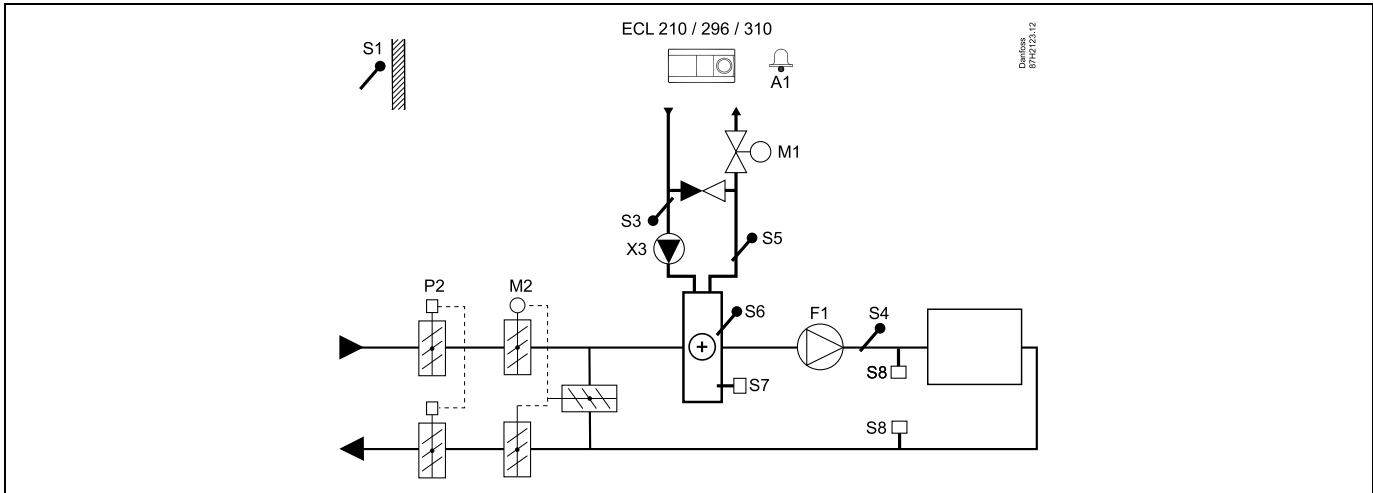 ECL 210 / 296 / 310
S1
A1
Danfoss
87H2123.12
M1
S3
S5
X3
P2
M2
S6
F1
S4
S8
S7
S8
+